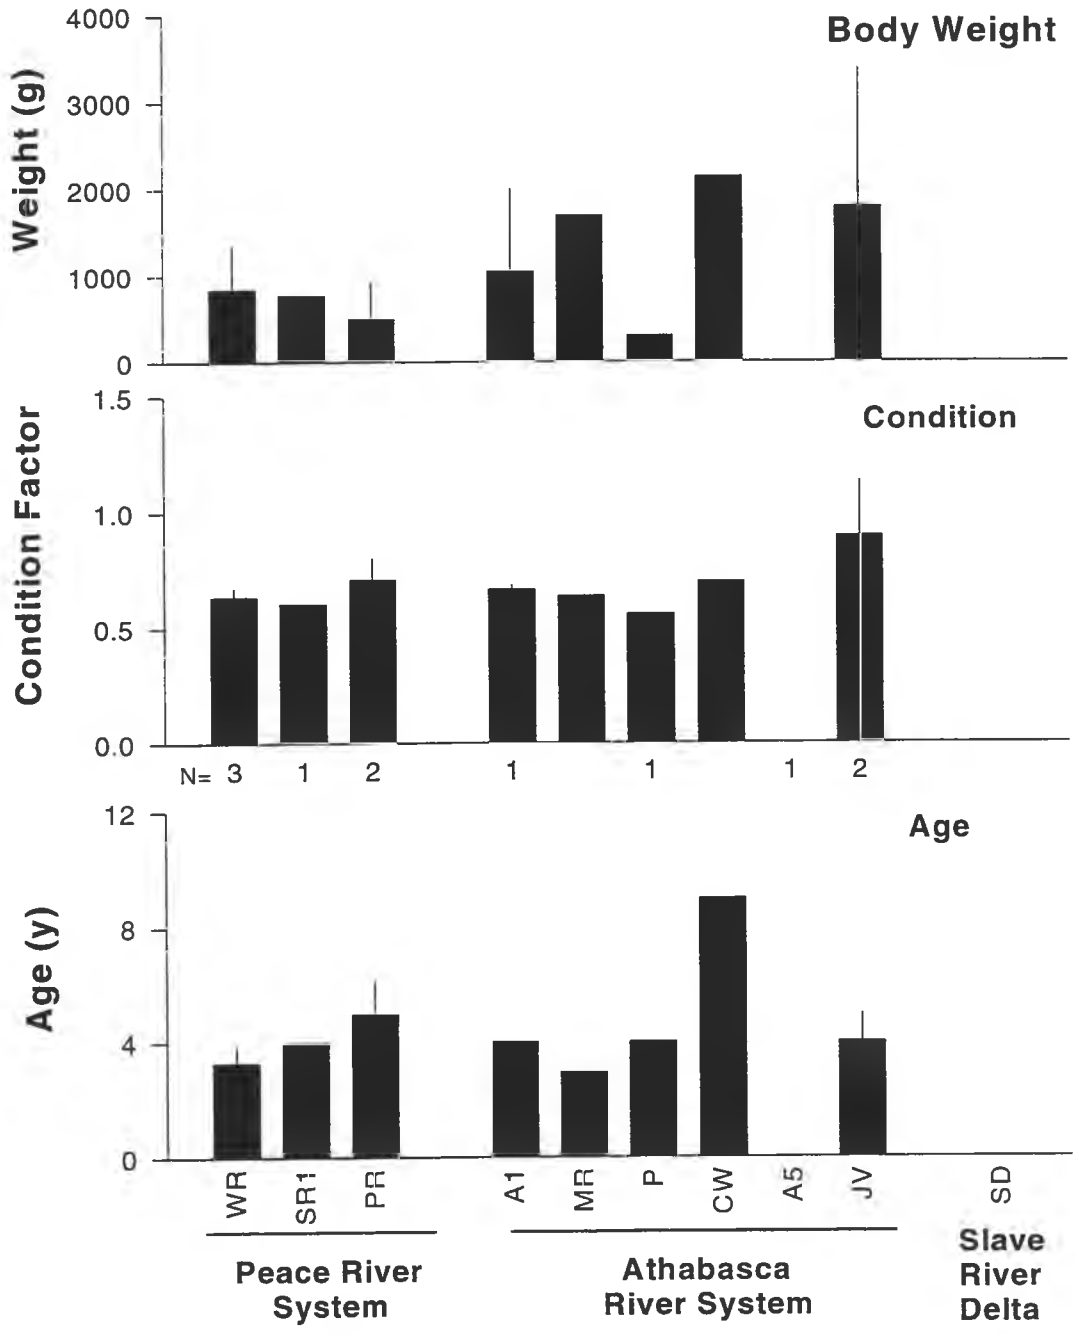 Body Weight
Weight (g)
4000
3000
2000
1000
0
Condition
Condition Factor
1.5
1.0
0.5
0.0
N= 3 1 2 1 1 1 2
Age
Age (y)
12
8
4
0
WR SR1 PR A1 MR P CW A5 JV SD
Peace River
System
Athabasca
River System
Slave
River
Delta